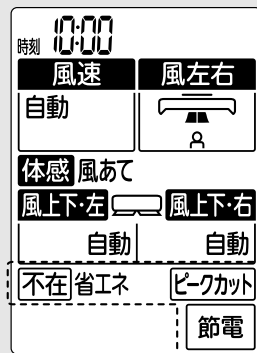 時刻 10:00
風速 風左右
自動
体感 風あて
風上下・左 風上下・右
自動 自動
不在 省エネ ピークカット
節電